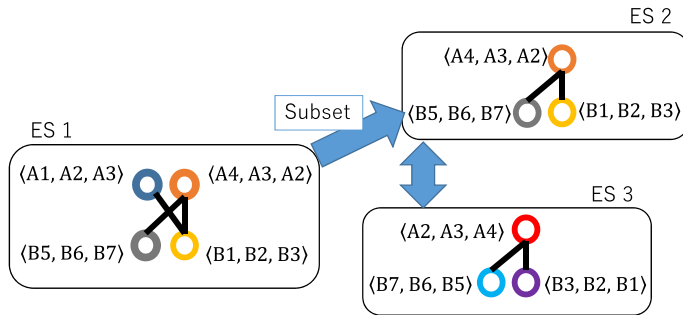 ES 2
⟨A4, A3, A2⟩
⟨B5, B6, B7⟩
⟨B1, B2, B3⟩
Subset
ES 1
⟨A1, A2, A3⟩
⟨A4, A3, A2⟩
⟨B5, B6, B7⟩
⟨B1, B2, B3⟩
ES 3
⟨A2, A3, A4⟩
⟨B7, B6, B5⟩
⟨B3, B2, B1⟩